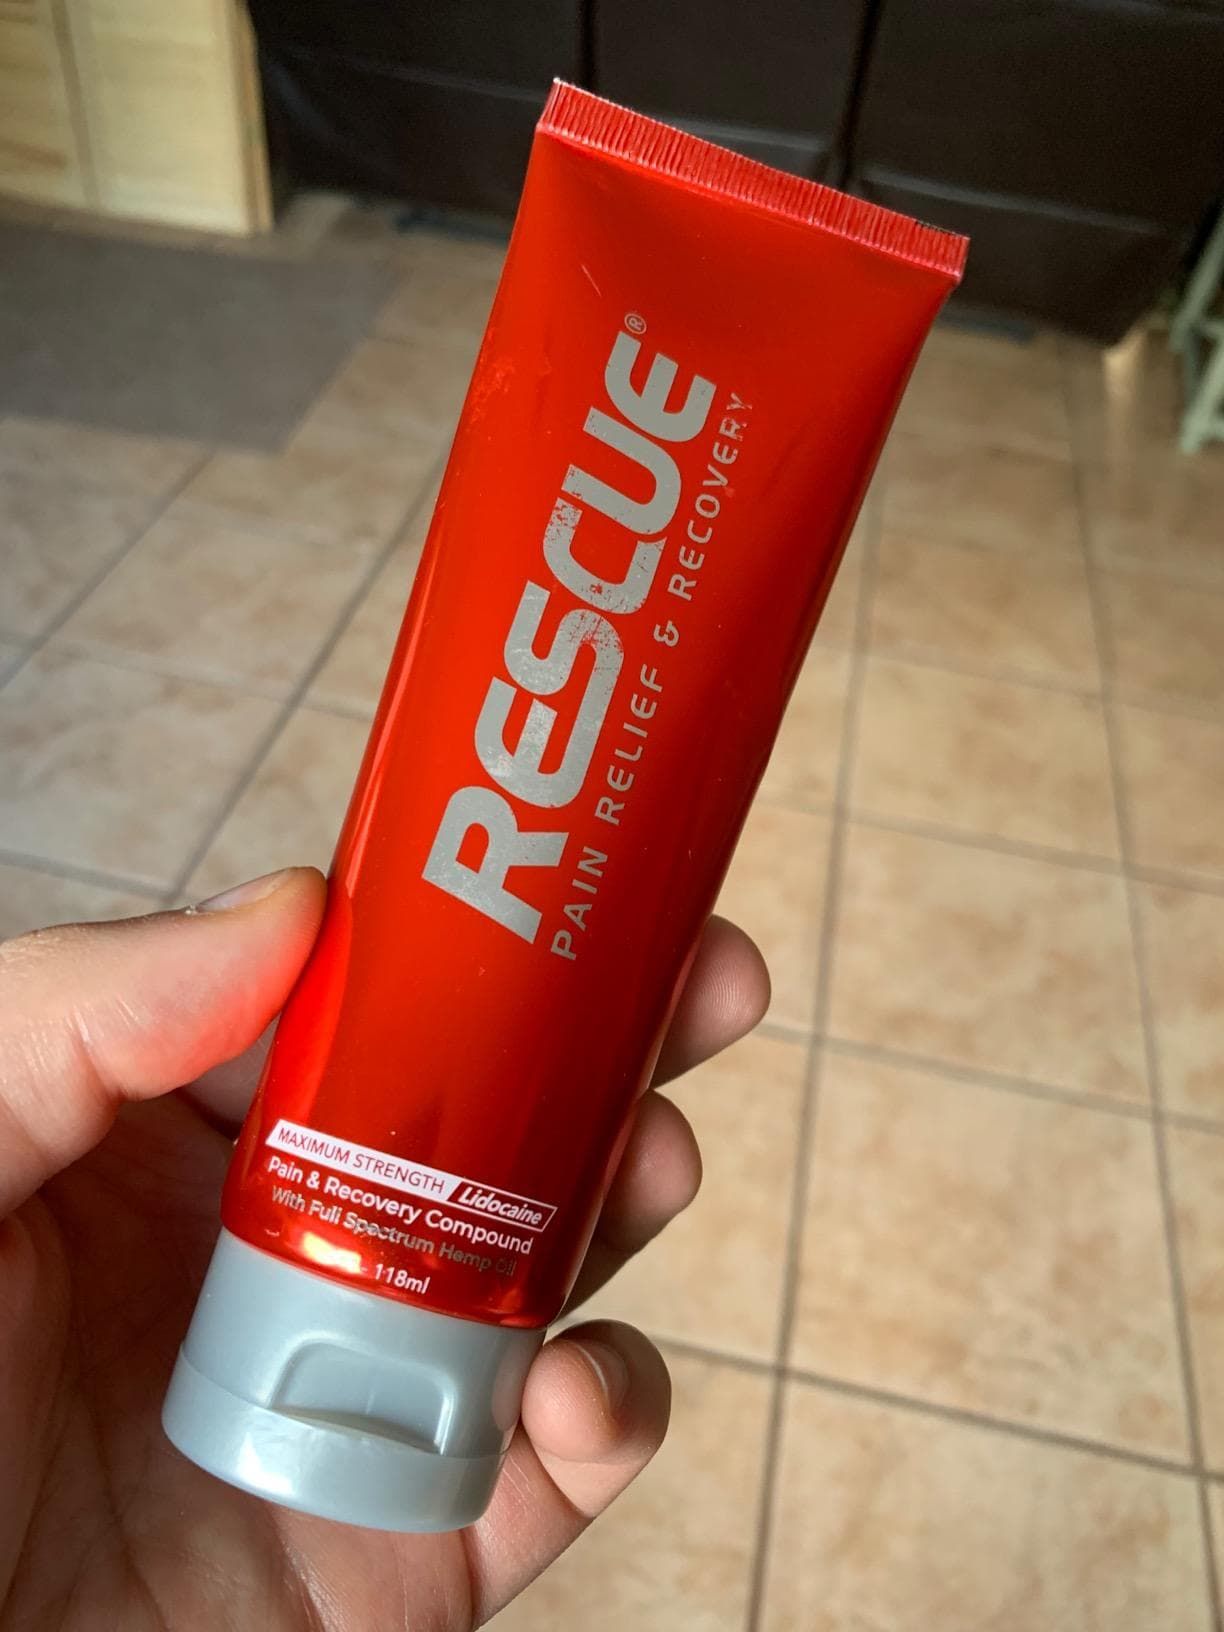 RESCUE®
PAIN RELIEF & RECOVERY
MAXIMUM STRENGTH Lidocaine
Pain & Recovery Compound
With Full Spectrum Hemp Oil
118ml